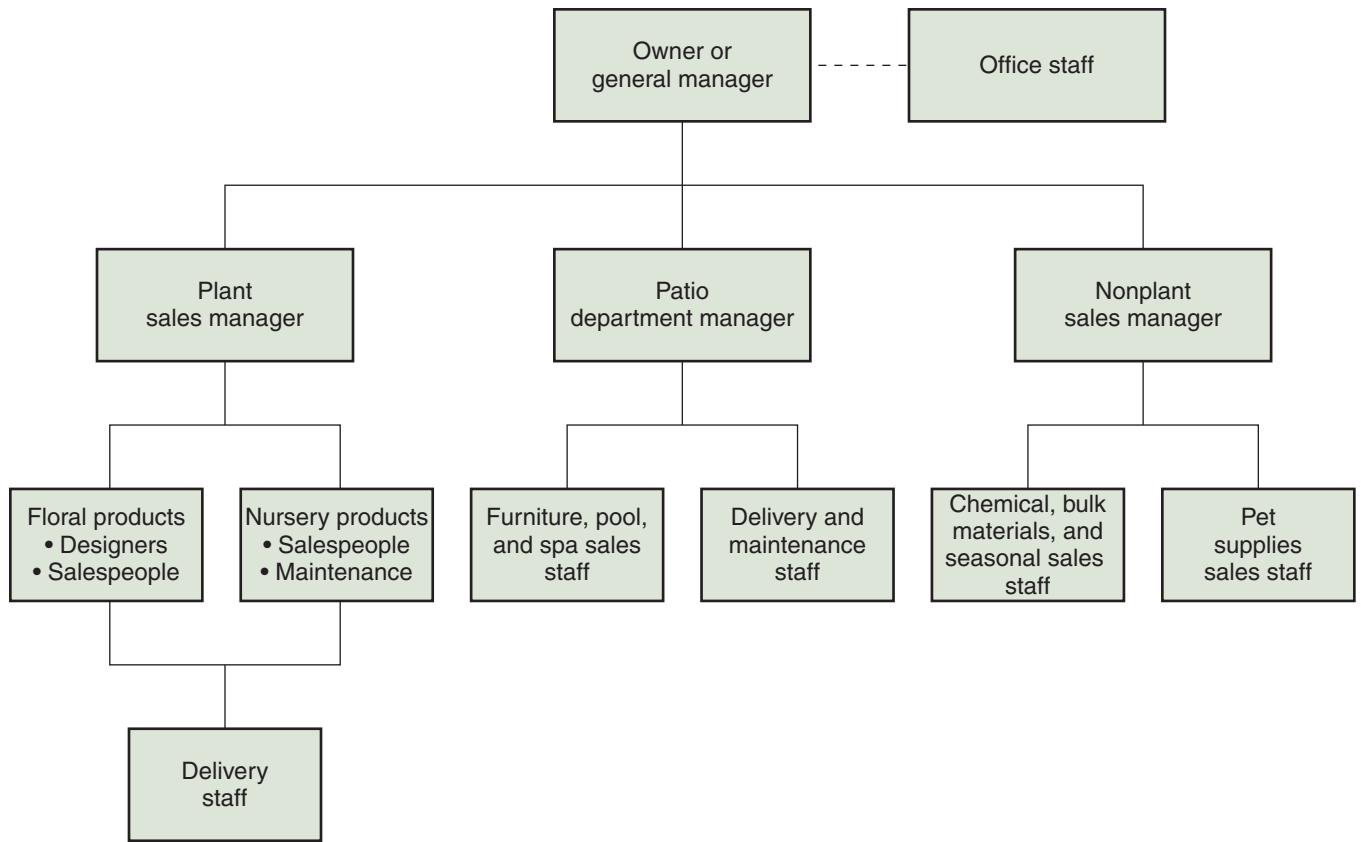 Owner or
general manager
Office staff
Plant
sales manager
Patio
department manager
Nonplant
sales manager
Floral products
• Designers
• Salespeople
Nursery products
• Salespeople
• Maintenance
Furniture, pool,
and spa sales
staff
Delivery and
maintenance
staff
Chemical, bulk
materials, and
seasonal sales
staff
Pet
supplies
sales staff
Delivery
staff